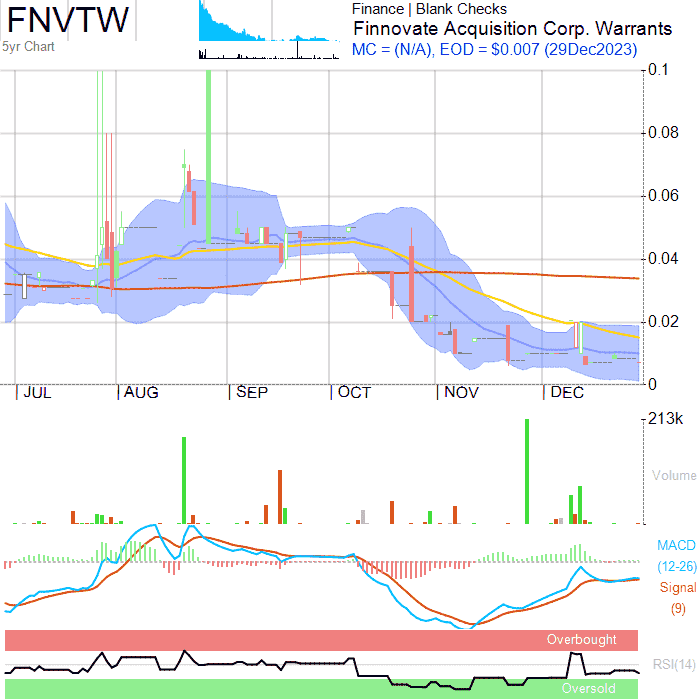 FNVTW
5yr Chart
Finance | Blank Checks
Finnovate Acquisition Corp. Warrants
MC = (N/A), EOD = $0.007 (29Dec2023)
0.1
0.08
0.06
0.04
0.02
0
JUL AUG SEP OCT NOV DEC
213k
Volume
MACD
(12-26)
Signal
(9)
Overbought
RSI(14)
Oversold